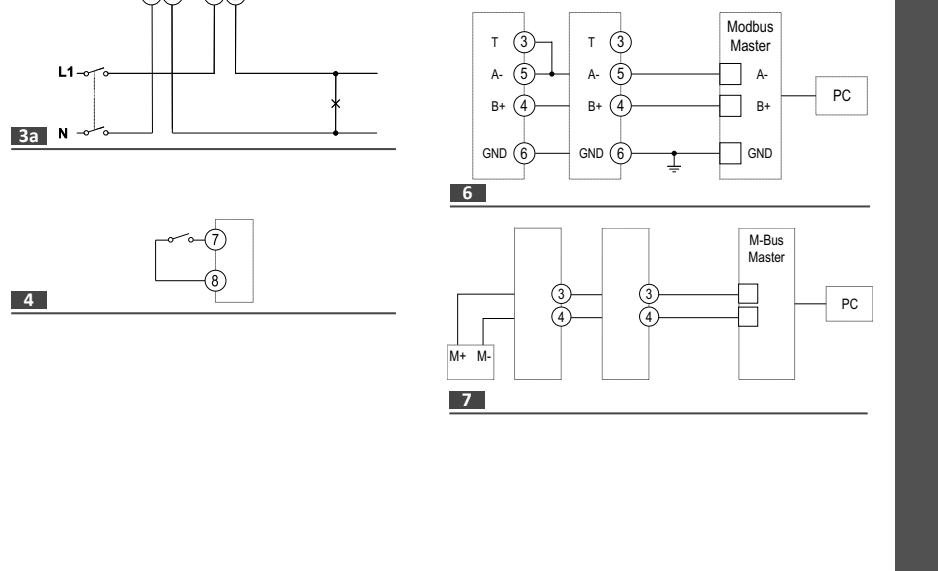 L1
N
3a
7
8
4
T 3 T 3 Modbus
Master
A- 5 A- 5 A-
B+ 4 B+ 4 B+
PC
GND 6 GND 6 GND
6
M-Bus
Master
3 3
4 4
PC
M+ M-
7